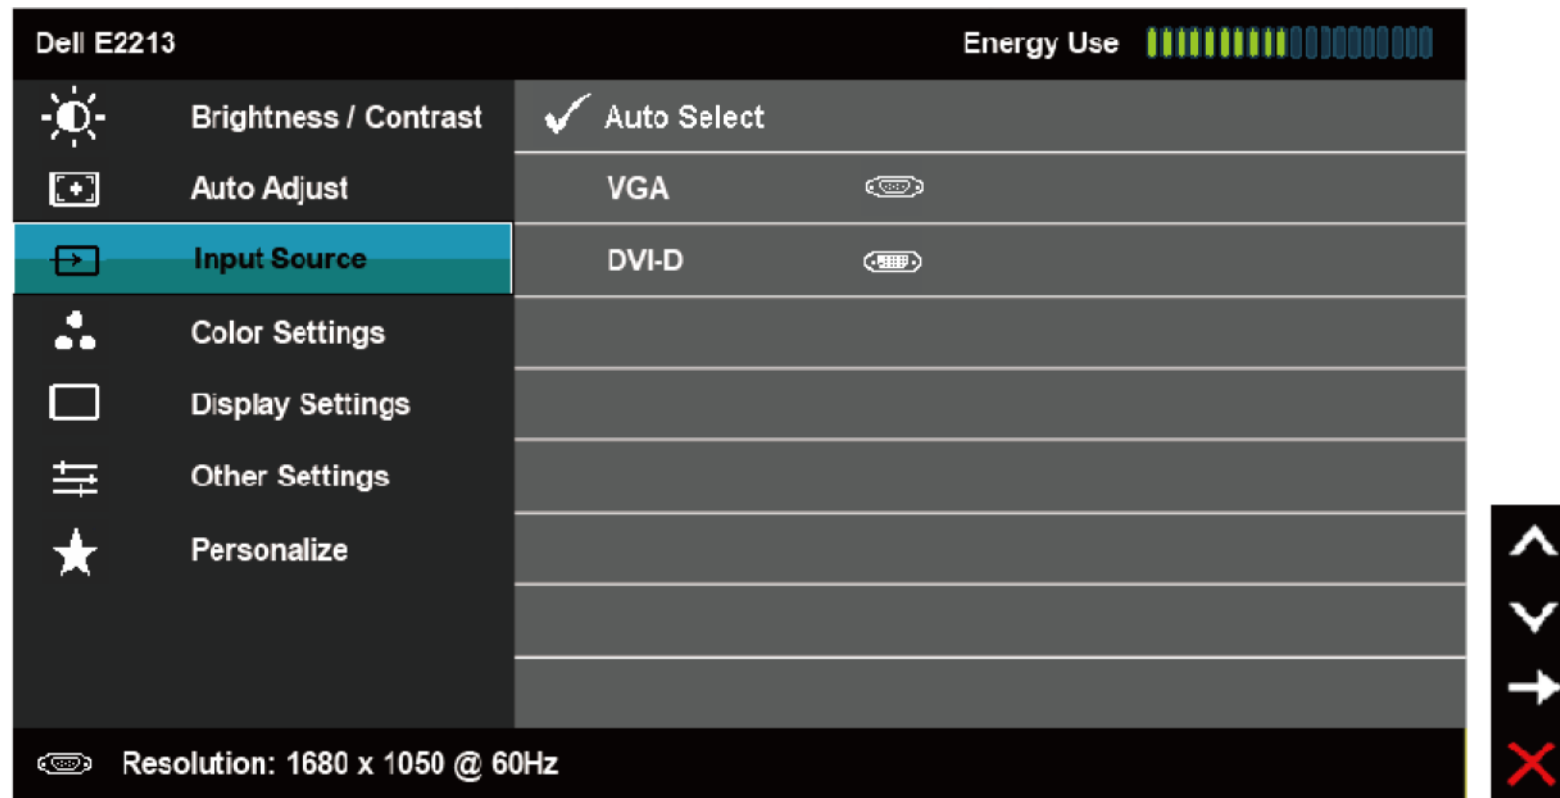 Dell E2213 Energy Use
Brightness / Contrast
Auto Adjust
Input Source
Color Settings
Display Settings
Other Settings
Personalize
Auto Select
VGA
DVI-D
Resolution: 1680 x 1050 @ 60Hz